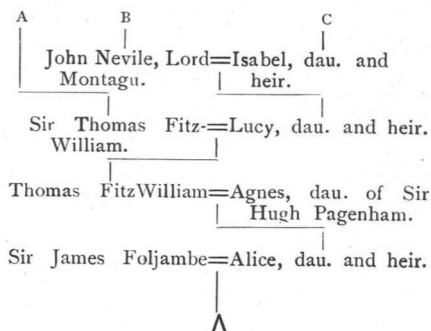 A B C
John Nevile, Lord=Isabel, dau. and
Montagu. heir.
Sir Thomas Fitz-=Lucy, dau. and heir.
William.
Thomas FitzWilliam=Agnes, dau. of Sir
Hugh Pagenham.
Sir James Foljambe=Alice, dau. and heir.